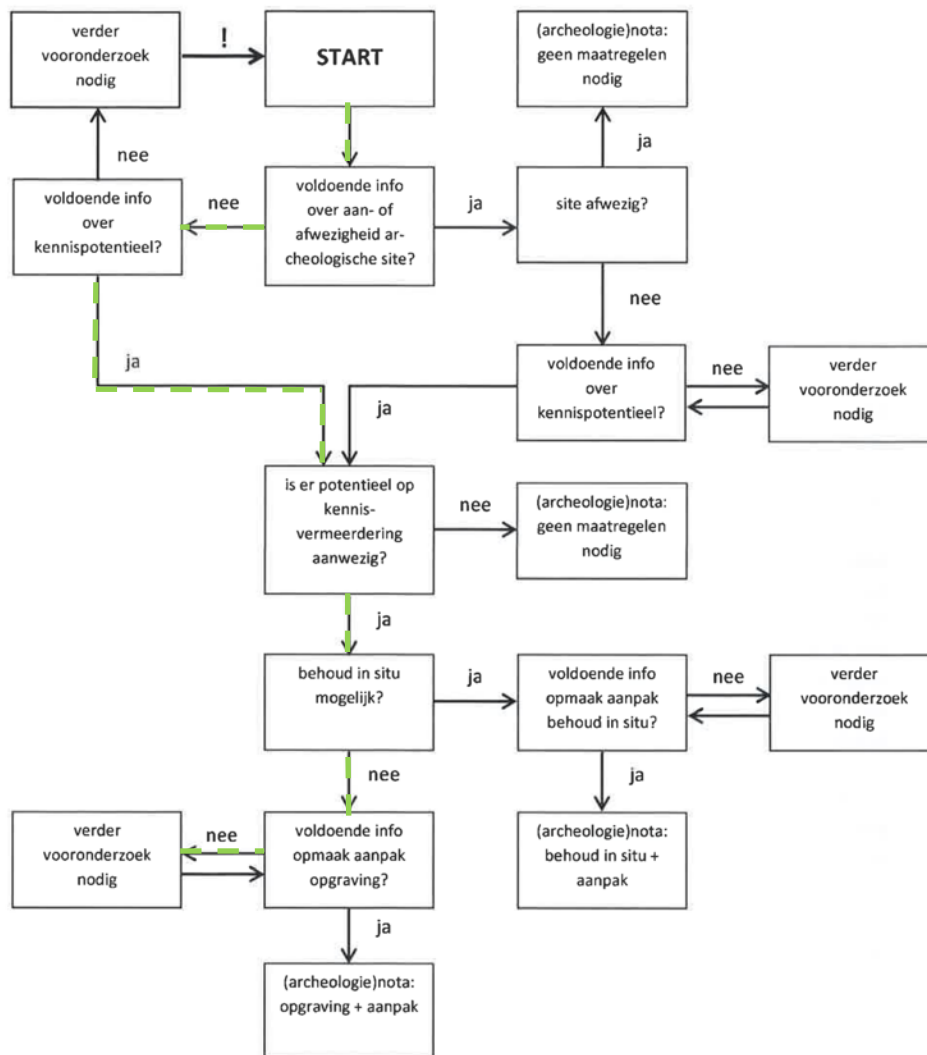 verder
vooronderzoek
nodig
!
START
(archeologie)nota:
geen maatregelen
nodig
nee
ja
voldoende info
over
kennispotentieel?
nee
voldoende info
over aan- of
afwezigheid ar-
cheologische site?
ja
site afwezig?
nee
ja
voldoende info
over
kennispotentieel?
nee
verder
vooronderzoek
nodig
ja
is er potentieel op
kennis-
vermeerdering
aanwezig?
nee
(archeologie)nota:
geen maatregelen
nodig
ja
behoud in situ
mogelijk?
ja
voldoende info
opmaak aanpak
behoud in situ?
nee
verder
vooronderzoek
nodig
nee
ja
verder
vooronderzoek
nodig
nee
voldoende info
opmaak aanpak
opgraving?
(archeologie)nota:
behoud in situ +
aanpak
ja
(archeologie)nota:
opgraving + aanpak